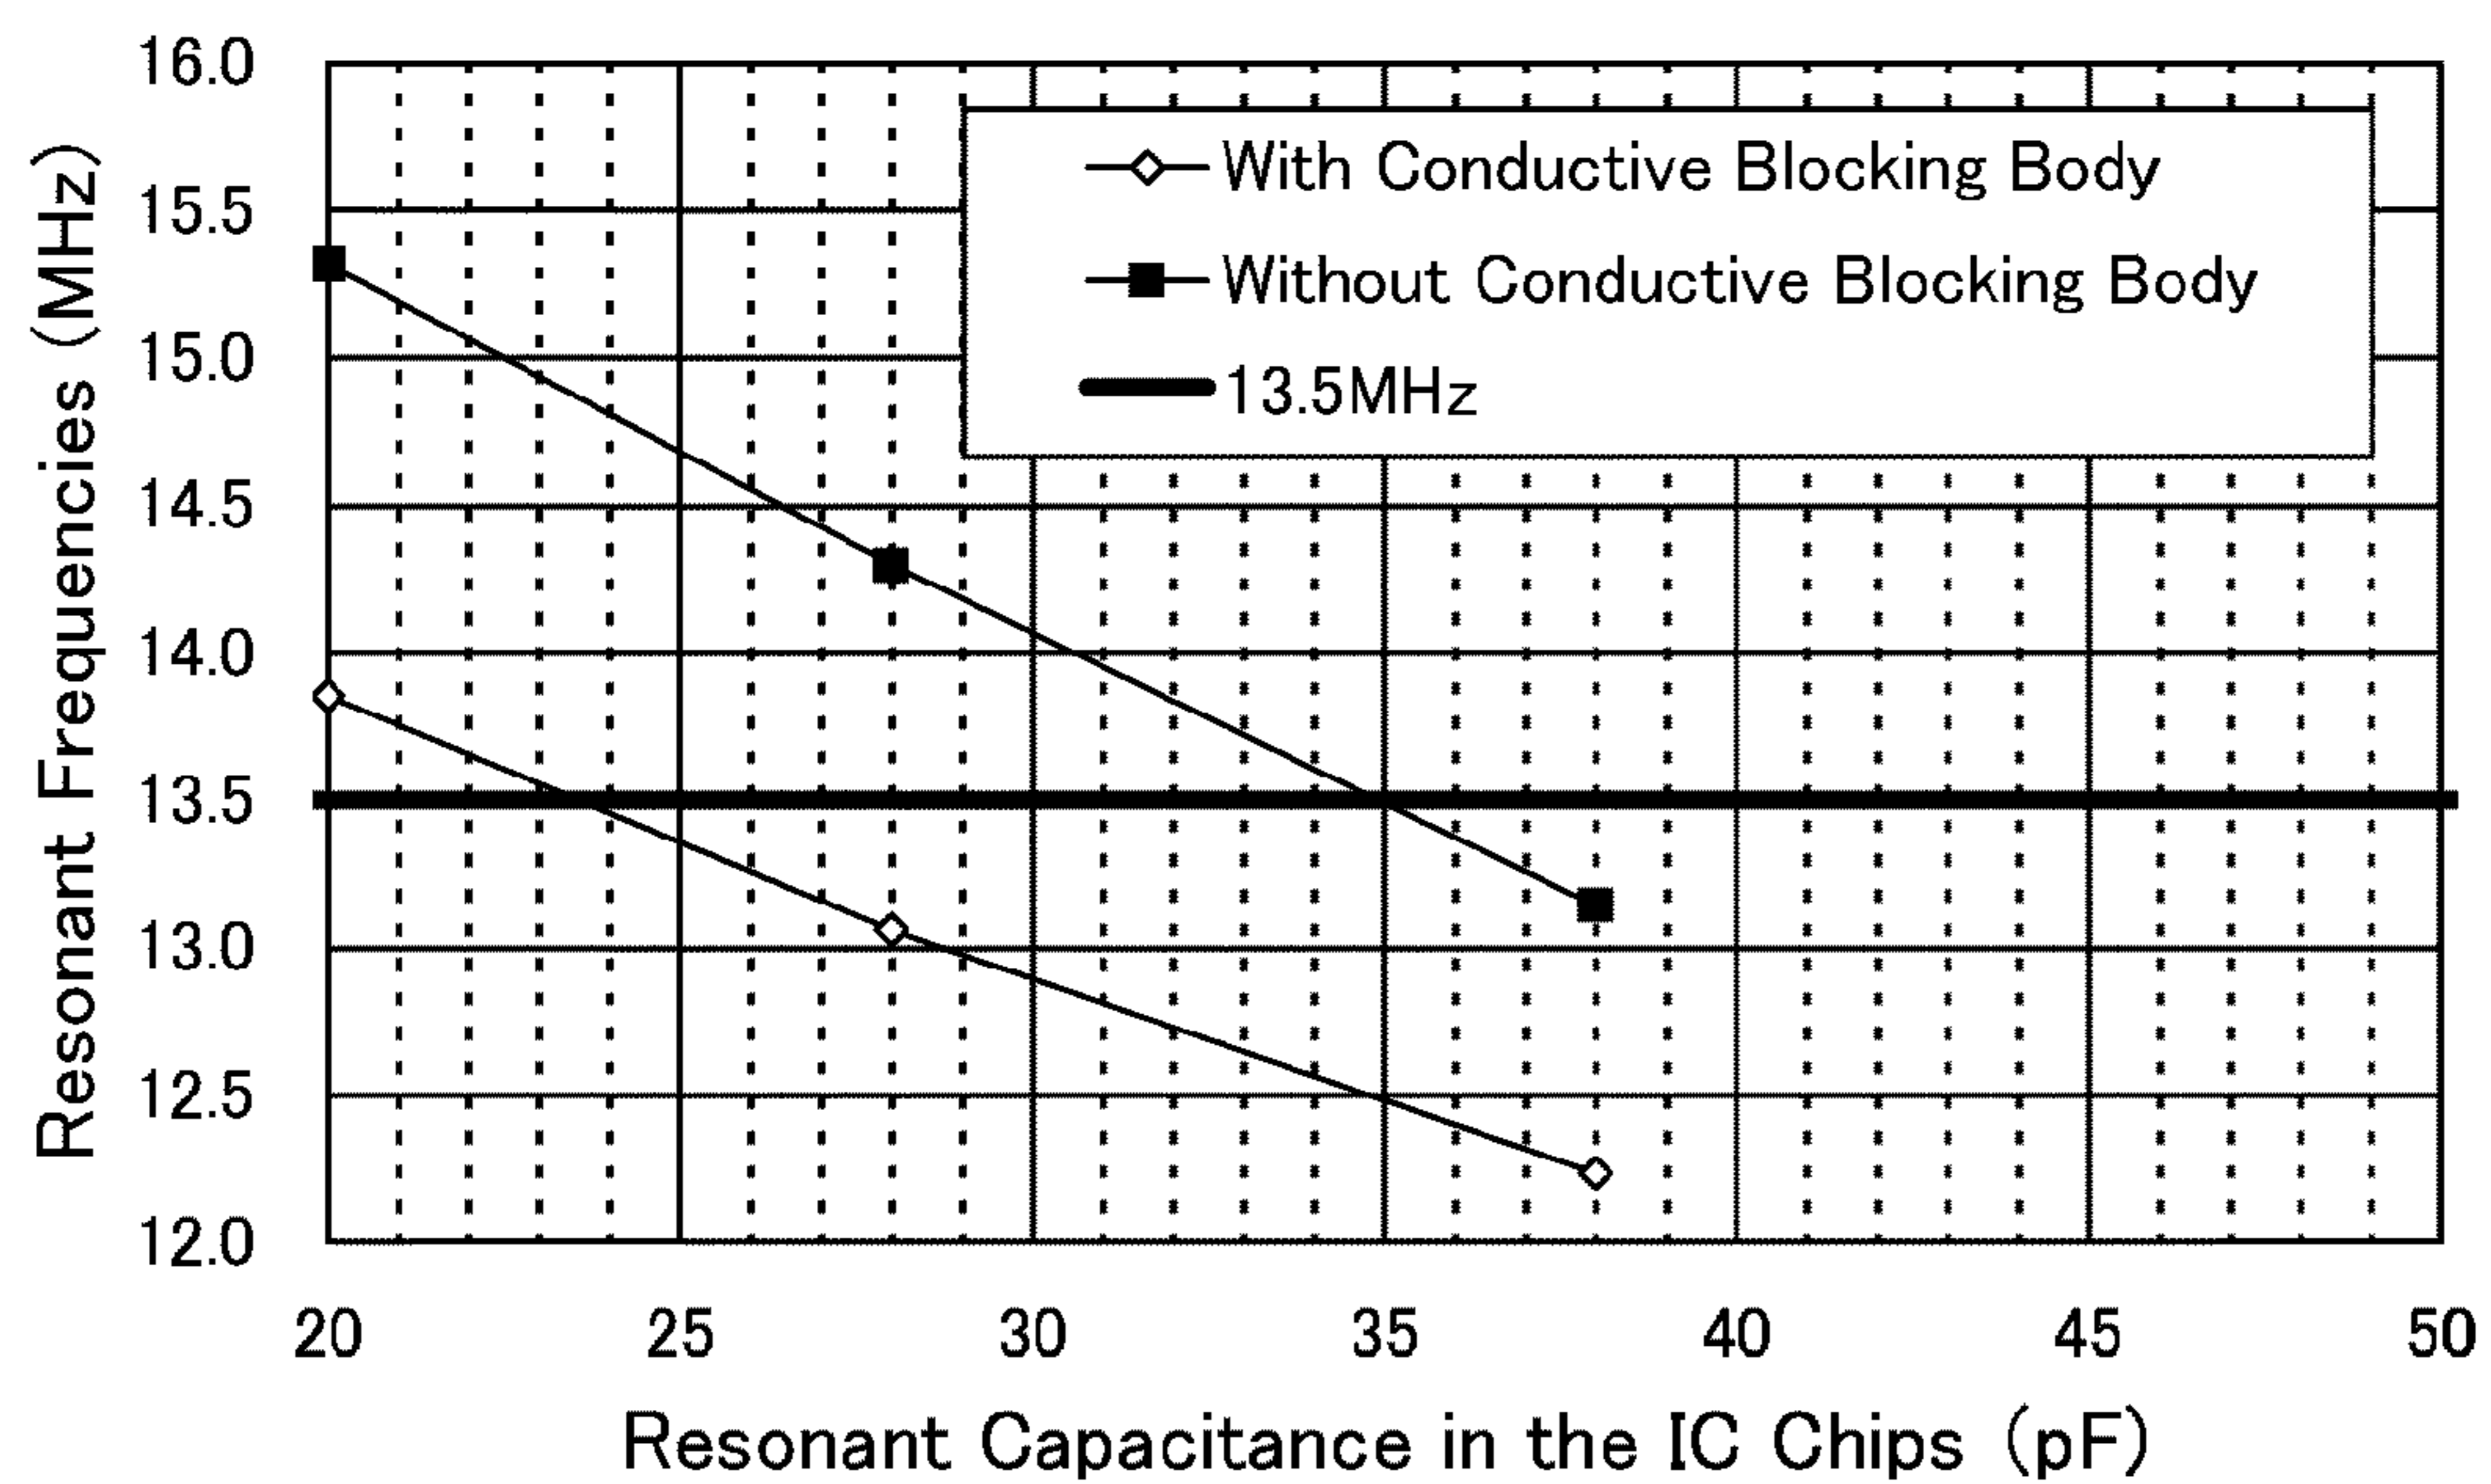 Resonant Frequencies (MHz)
16.0
15.5
15.0
14.5
14.0
13.5
13.0
12.5
12.0
With Conductive Blocking Body
Without Conductive Blocking Body
13.5MHz
20 25 30 35 40 45 50
Resonant Capacitance in the IC Chips (pF)